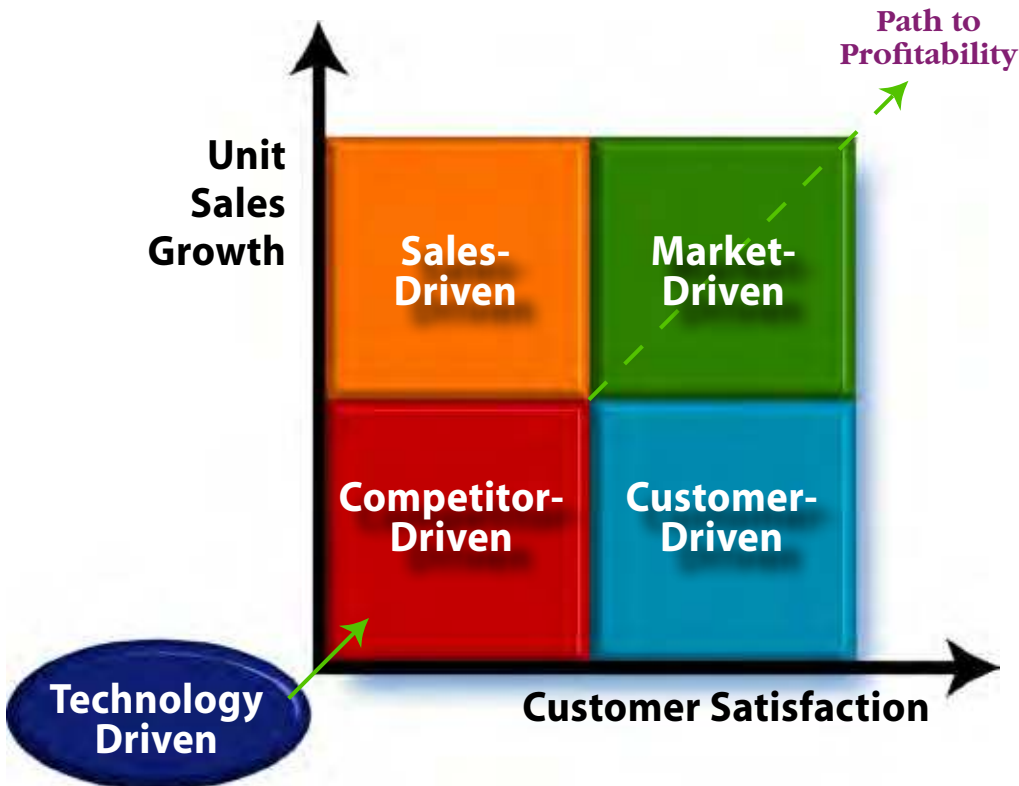 Path to
Profitability
Unit
Sales
Growth
Sales-
Driven
Market-
Driven
Competitor-
Driven
Customer-
Driven
Technology
Driven
Customer Satisfaction